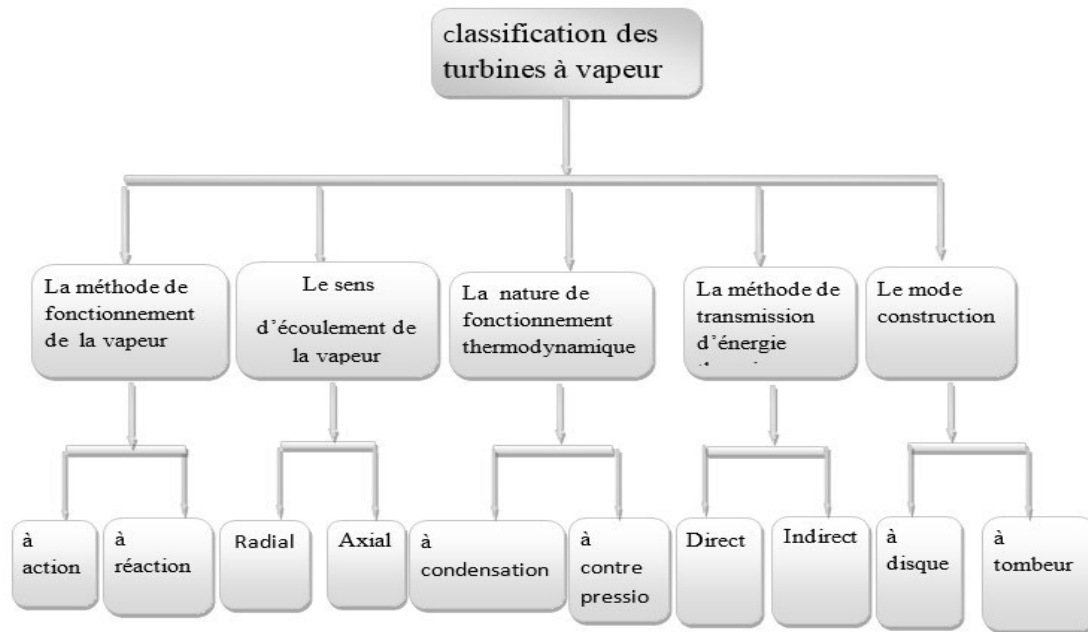 classification des
turbines à vapeur
La méthode de
fonctionnement
de la vapeur
Le sens
d'écoulement de
la vapeur
La nature de
fonctionnement
thermodynamique
La méthode de
transmission
d'énergie
Le mode
construction
à
action
à
réaction
Radial
Axial
à
condensation
à
contre
pressio
Direct
Indirect
à
disque
à
tombeur